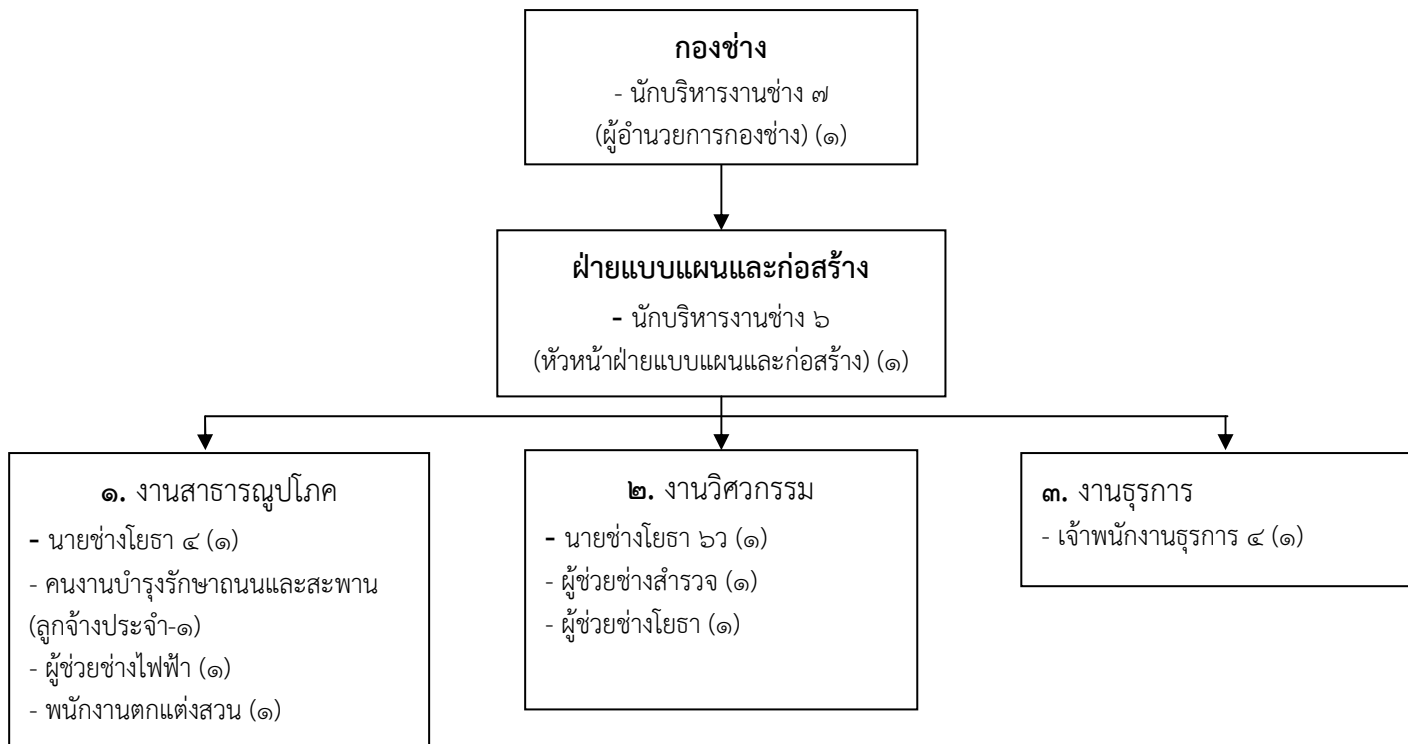 กองช่าง
- นักบริหารงานช่าง ๗
(ผู้อำนวยการกองช่าง) (๑)
ฝ่ายแบบแผนและก่อสร้าง
- นักบริหารงานช่าง ๖
(หัวหน้าฝ่ายแบบแผนและก่อสร้าง) (๑)
๑. งานสาธารณูปโภค
- นายช่างโยธา ๔ (๑)
- คนงานบำรุงรักษาถนนและสะพาน
(ลูกจ้างประจำ-๑)
- ผู้ช่วยช่างไฟฟ้า (๑)
- พนักงานตกแต่งสวน (๑)
๒. งานวิศวกรรม
- นายช่างโยธา ๖ว (๑)
- ผู้ช่วยช่างสำรวจ (๑)
- ผู้ช่วยช่างโยธา (๑)
๓. งานธุรการ
- เจ้าพนักงานธุรการ ๔ (๑)